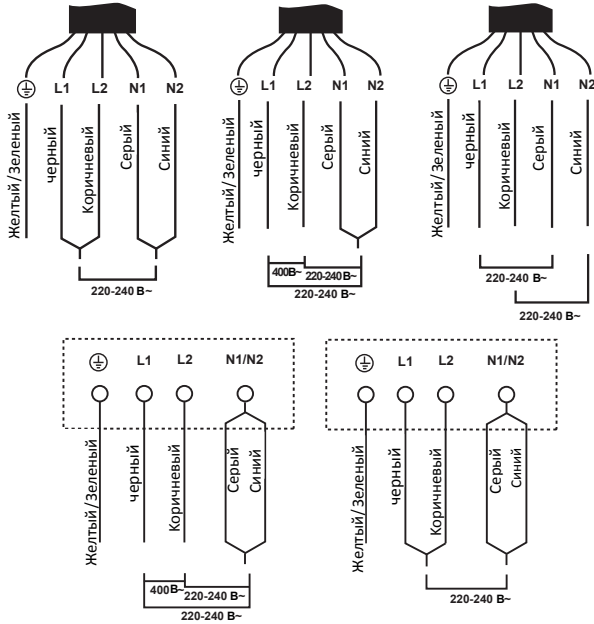 L1 L2 N1 N2
Желтый/Зеленый
черный
Коричневый
Серый
Синий
220-240 В~
L1 L2 N1 N2
Желтый/Зеленый
черный
Коричневый
Серый
Синий
400В~ 220-240В~
220-240 В~
L1 L2 N1 N2
Желтый/Зеленый
черный
Коричневый
Серый
Синий
220-240 В~
220-240 В~
L1 L2 N1/N2
Желтый/Зеленый
черный
Коричневый
Серый
Синий
400В~ 220-240 В~
220-240 В~
L1 L2 N1/N2
Желтый/Зеленый
черный
Коричневый
Серый
Синий
220-240 В~